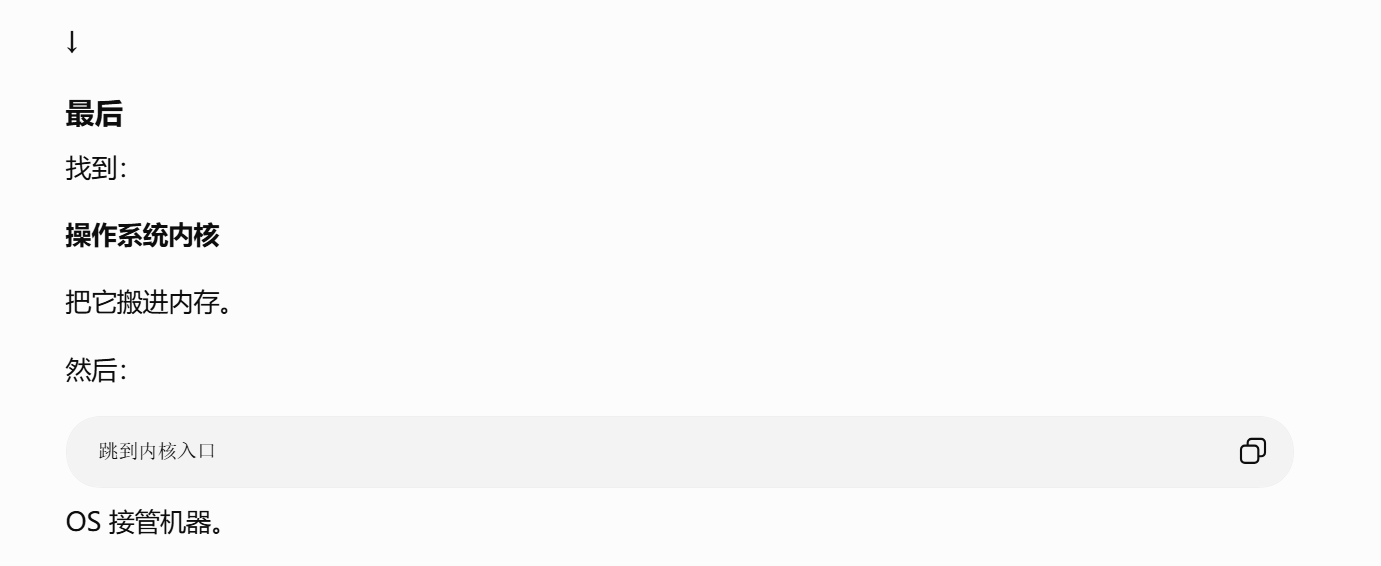 ↓
最后
找到：
操作系统内核
把它搬进内存。
然后：
跳到内核入口
OS 接管机器。